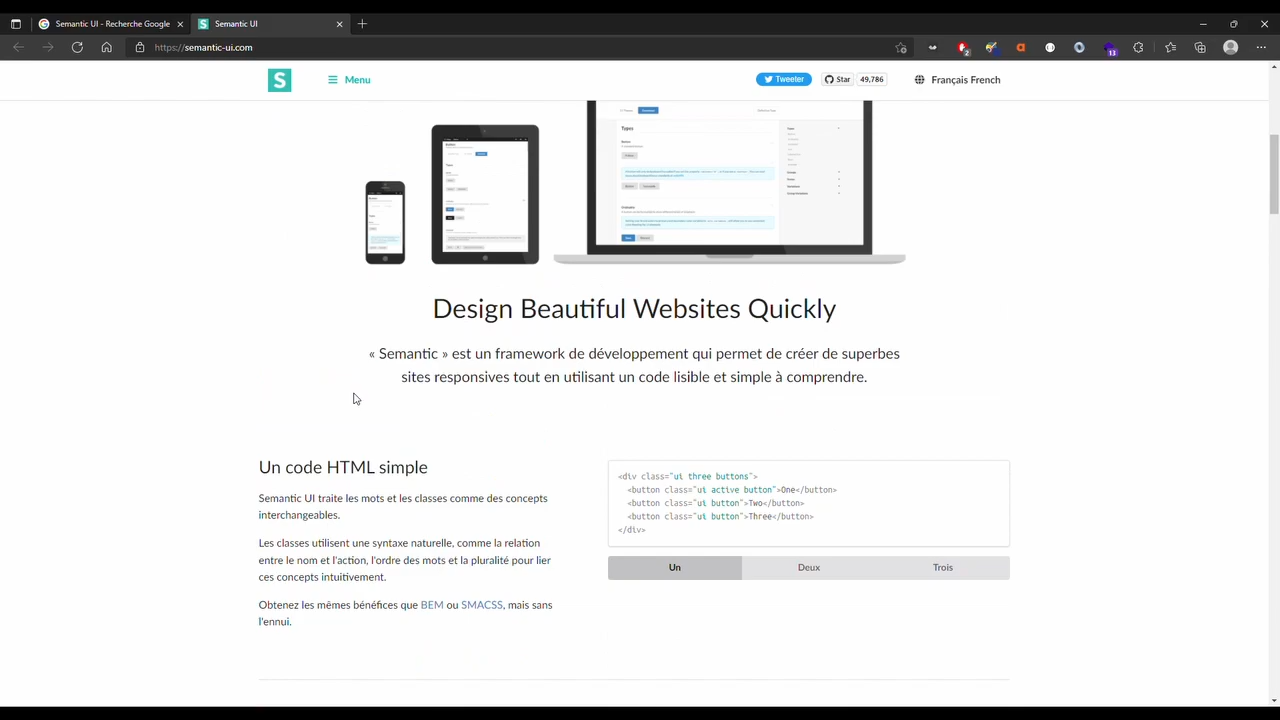 Semantic UI - Recherche Google
Semantic UI
https://semantic-ui.com
2
13
S
Menu
Tweeter
Star
49,786
Français French
Types
Design Beautiful Websites Quickly
« Semantic » est un framework de développement qui permet de créer de superbes
sites responsives tout en utilisant un code lisible et simple à comprendre.
Un code HTML simple
Semantic UI traite les mots et les classes comme des concepts
interchangeables.
Les classes utilisent une syntaxe naturelle, comme la relation
entre le nom et l'action, l'ordre des mots et la pluralité pour lier
ces concepts intuitivement.
Obtenez les mêmes bénéfices que BEM ou SMACSS, mais sans
l'ennui.
<div class="ui three buttons">
<button class="ui active button">One</button>
<button class="ui button">Two</button>
<button class="ui button">Three</button>
</div>
Un
Deux
Trois